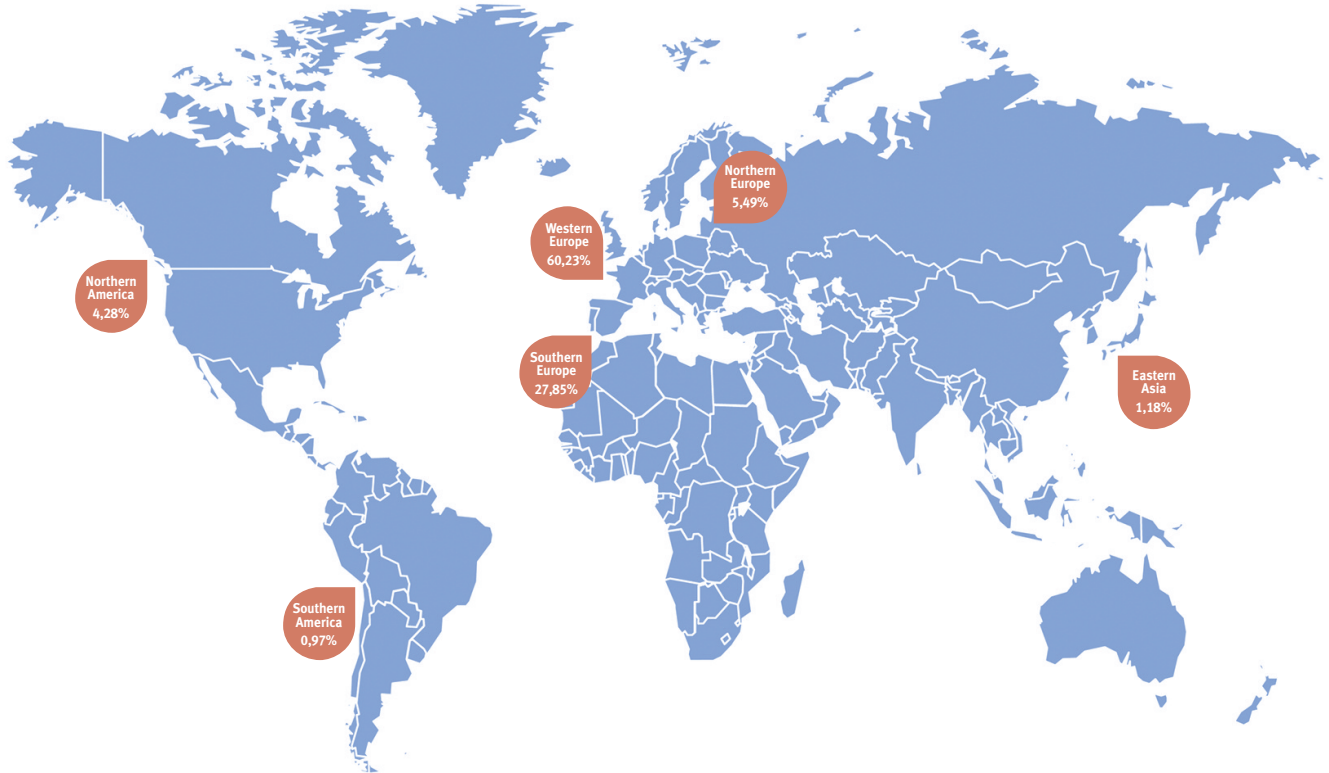 Northern
Europe
5,49%
Western
Europe
60,23%
Northern
America
4,28%
Southern
Europe
27,85%
Eastern
Asia
1,18%
Southern
America
0,97%